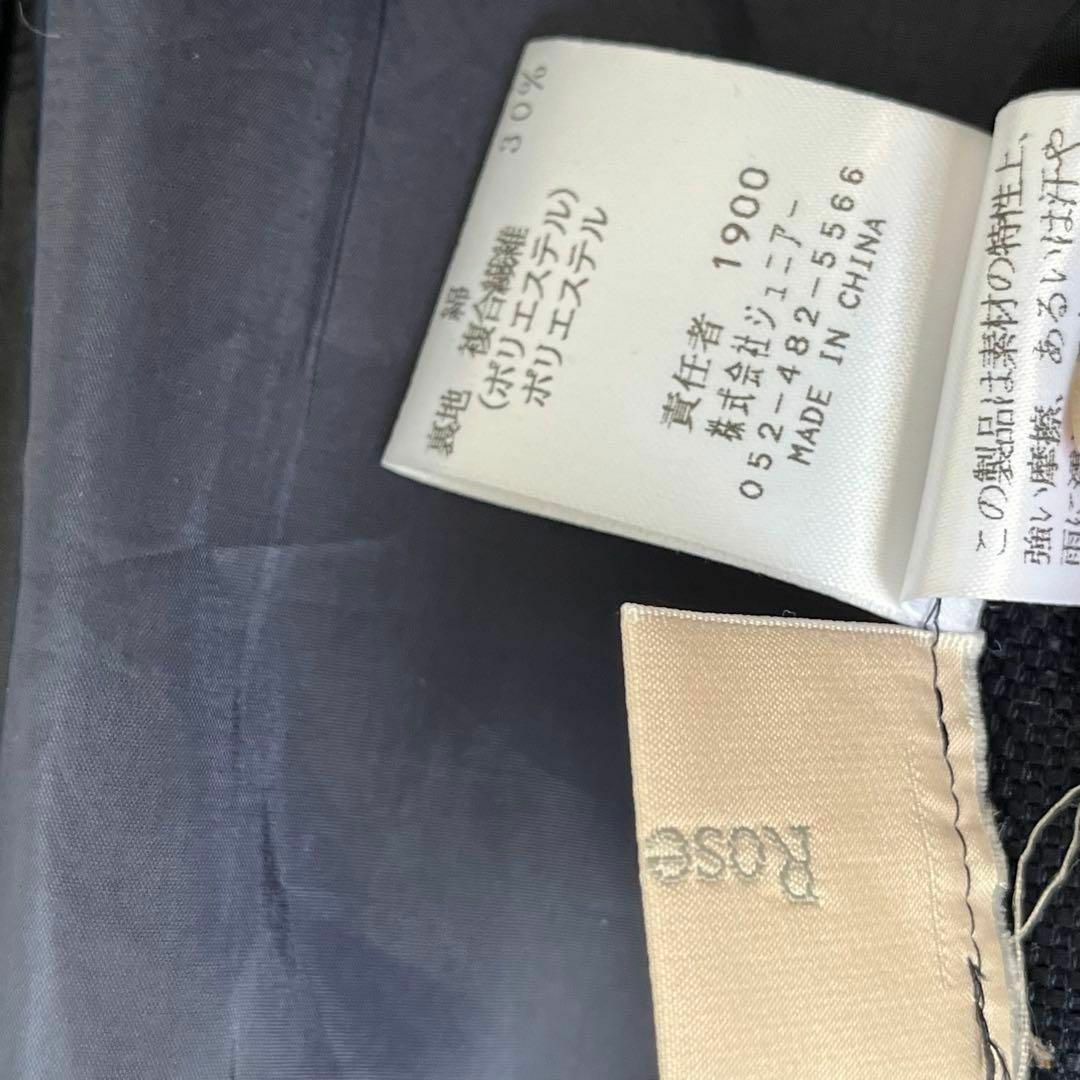 綿 30%
複合繊維
(ポリエステル)
裏地 ポリエステル
1900
責任者
株式会社ジュニアー
052-482-5566
MADE IN CHINA
この製品は素材の特性上、
強い摩擦、あるいは汗や
Rose